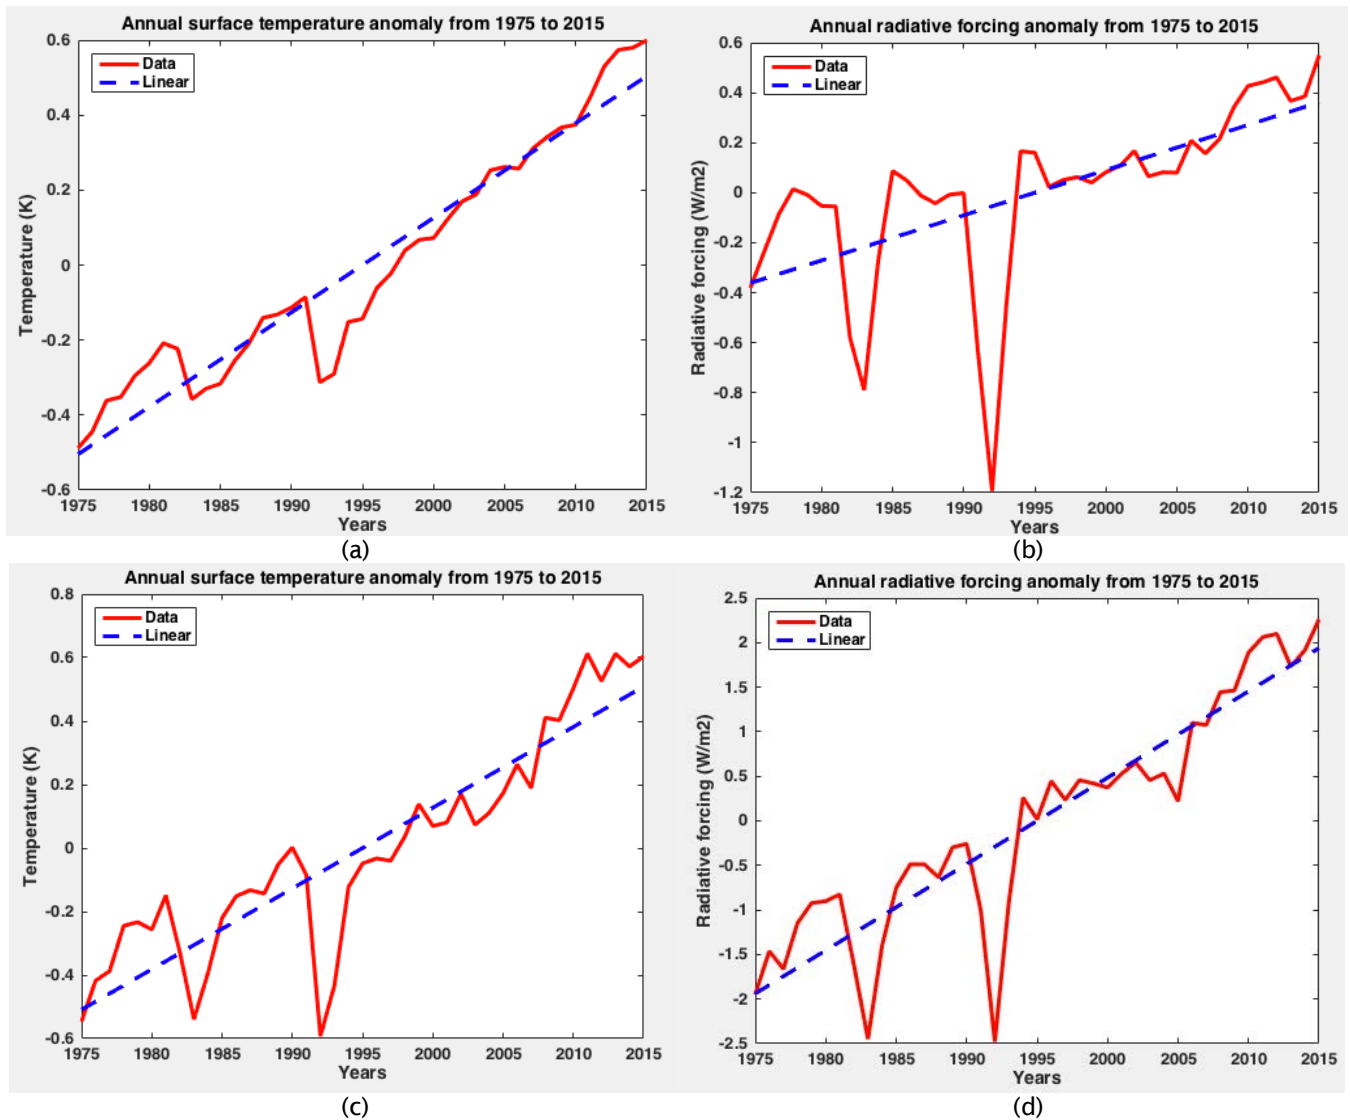 Annual surface temperature anomaly from 1975 to 2015
0.6
0.4
0.2
0
-0.2
-0.4
-0.6
Temperature (K)
Data
Linear
1975 1980 1985 1990 1995 2000 2005 2010 2015
Years
(a)
Annual radiative forcing anomaly from 1975 to 2015
0.6
0.4
0.2
0
-0.2
-0.4
-0.6
-0.8
-1
-1.2
Radiative forcing (W/m2)
Data
Linear
1975 1980 1985 1990 1995 2000 2005 2010 2015
Years
(b)
Annual surface temperature anomaly from 1975 to 2015
0.8
0.6
0.4
0.2
0
-0.2
-0.4
-0.6
Temperature (K)
Data
Linear
1975 1980 1985 1990 1995 2000 2005 2010 2015
Years
(c)
Annual radiative forcing anomaly from 1975 to 2015
2.5
2
1.5
1
0.5
0
-0.5
-1
-1.5
-2
-2.5
Radiative forcing (W/m2)
Data
Linear
1975 1980 1985 1990 1995 2000 2005 2010 2015
Years
(d)